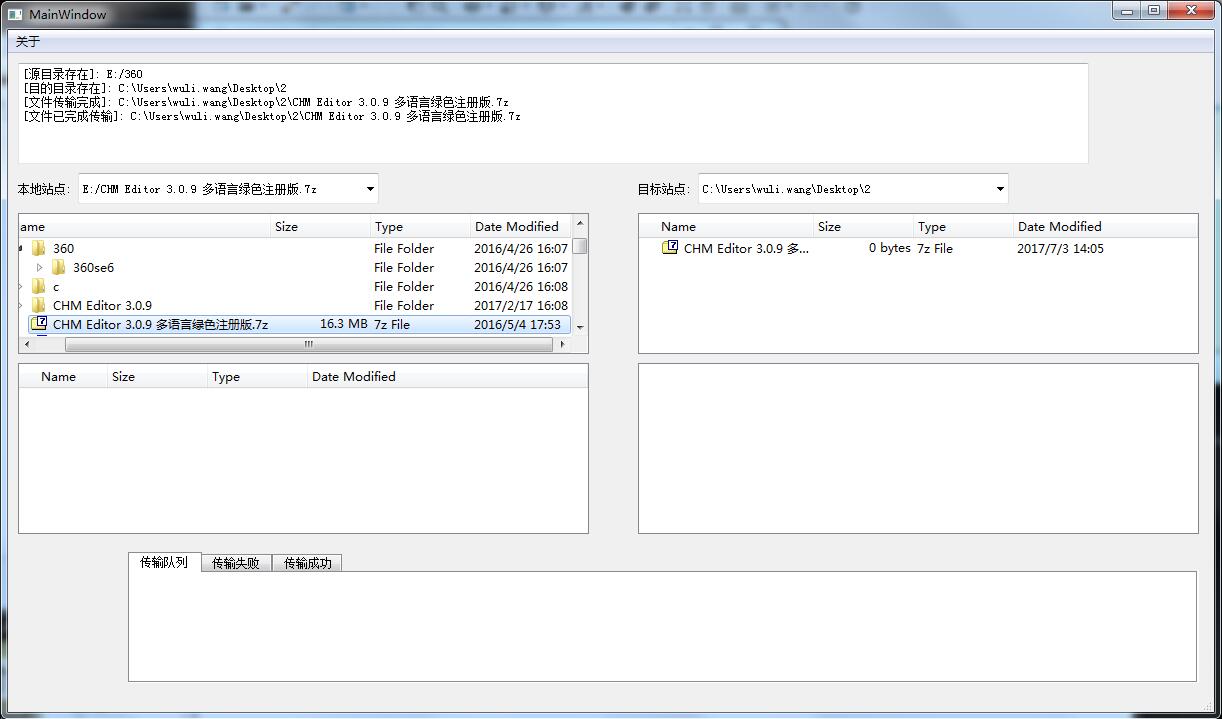 MainWindow
关于
[源目录存在]: E:/360
[目的目录存在]: C:\Users\wuli.wang\Desktop\2
[文件传输完成]: C:\Users\wuli.wang\Desktop\2\CHM Editor 3.0.9 多语言绿色注册版.7z
[文件已完成传输]: C:\Users\wuli.wang\Desktop\2\CHM Editor 3.0.9 多语言绿色注册版.7z
本地站点: E:/CHM Editor 3.0.9 多语言绿色注册版.7z
目标站点: C:\Users\wuli.wang\Desktop\2
ame Size Type Date Modified
360 File Folder 2016/4/26 16:07
360se6 File Folder 2016/4/26 16:07
c File Folder 2016/4/26 16:08
CHM Editor 3.0.9 File Folder 2017/2/17 16:08
CHM Editor 3.0.9 多语言绿色注册版.7z 16.3 MB 7z File 2016/5/4 17:53
Name Size Type Date Modified
CHM Editor 3.0.9 多... 0 bytes 7z File 2017/7/3 14:05
Name Size Type Date Modified
传输队列 传输失败 传输成功